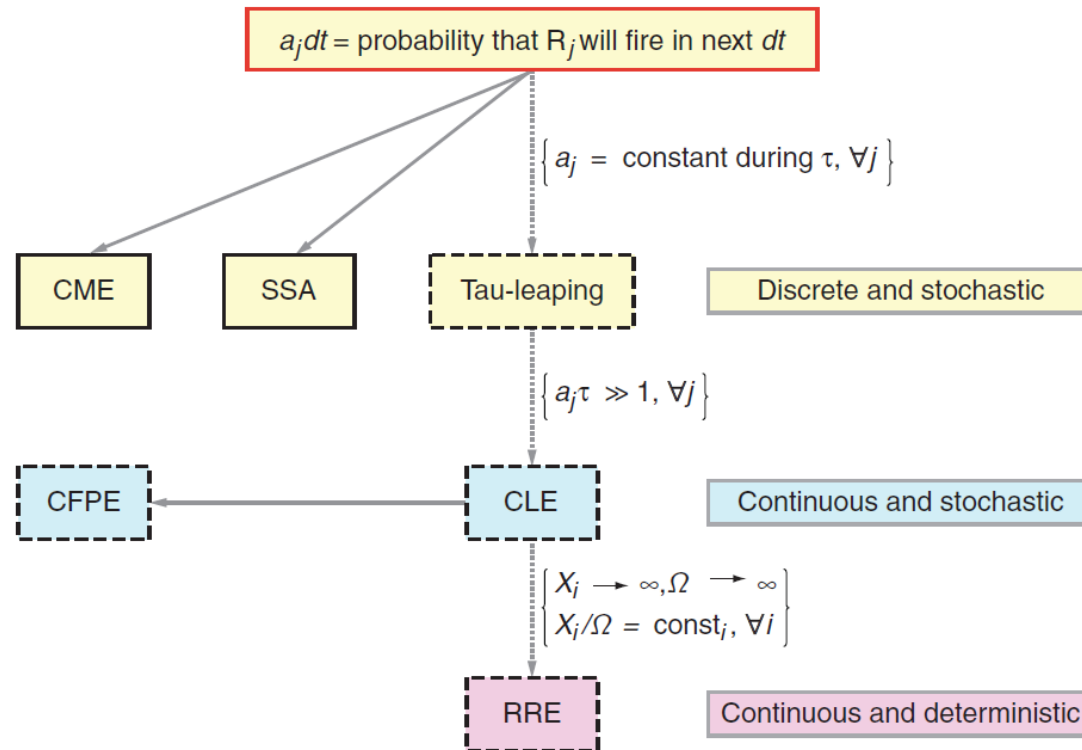 a_j dt = probability that R_j will fire in next dt
{a_j = constant during τ, ∀j}
CME
SSA
Tau-leaping
Discrete and stochastic
{a_jτ ≫ 1, ∀j}
CFPE
CLE
Continuous and stochastic
X_i → ∞, Ω → ∞
X_i/Ω = const_i, ∀i
RRE
Continuous and deterministic